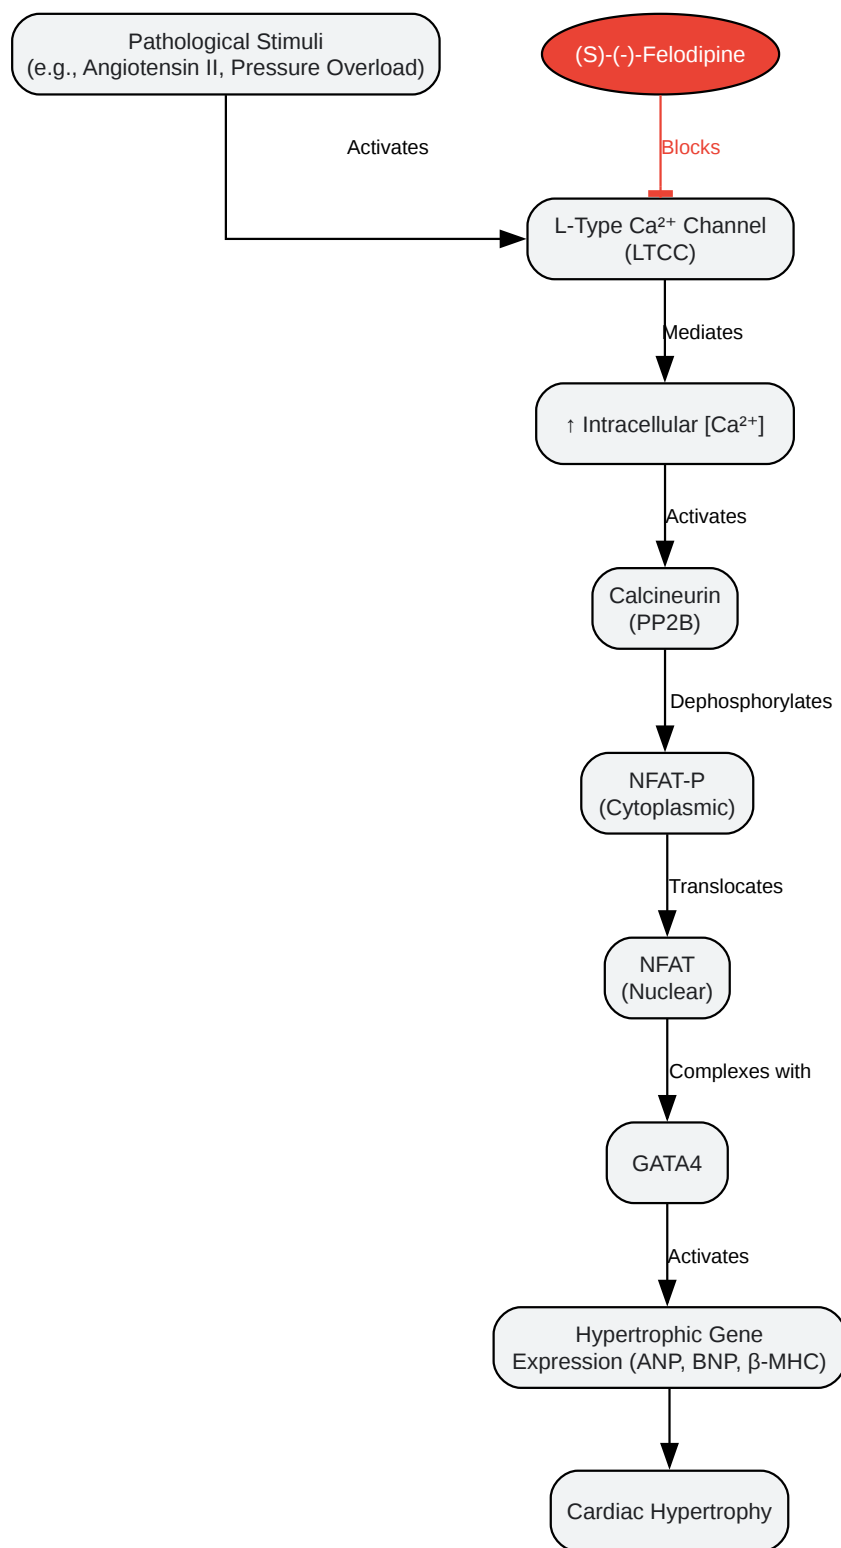 Pathological Stimuli
(e.g., Angiotensin II, Pressure Overload)
(S)-(-)-Felodipine
Activates
Blocks
L-Type Ca²⁺ Channel
(LTCC)
Mediates
↑ Intracellular [Ca²⁺]
Activates
Calcineurin
(PP2B)
Dephosphorylates
NFAT-P
(Cytoplasmic)
Translocates
NFAT
(Nuclear)
Complexes with
GATA4
Activates
Hypertrophic Gene
Expression (ANP, BNP, β-MHC)
Cardiac Hypertrophy